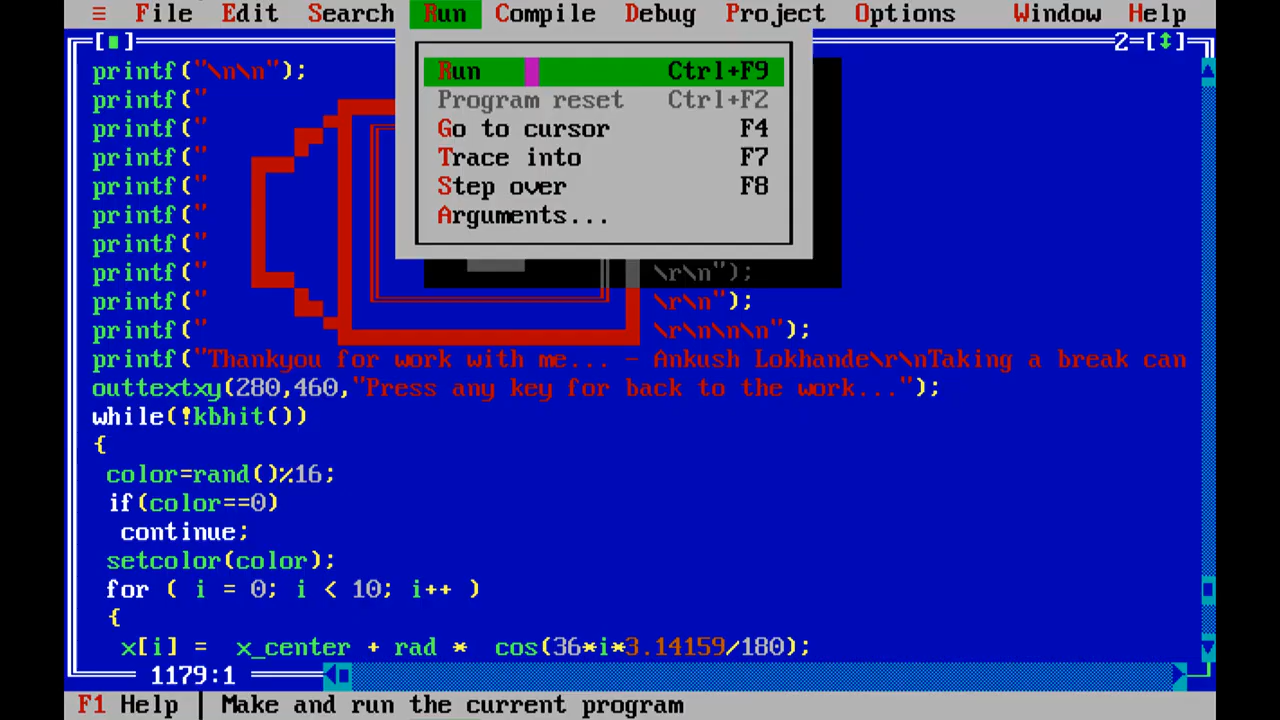 ≡ File Edit Search Run Compile Debug Project Options Window Help
[■] 2=[↕]
printf("\n\n");
Run Ctrl+F9
printf("
Program reset Ctrl+F2
printf("
Go to cursor F4
printf("
Trace into F7
printf("
Step over F8
printf("
Arguments...
printf("
printf(" \r\n");
printf(" \r\n");
printf(" \r\n\n\n");
printf("Thankyou for work with me... - Ankush Lokhande\r\nTaking a break can
outtextxy(280,460,"Press any key for back to the work...");
while(!kbhit())
{
color=rand()%16;
if(color==0)
continue;
setcolor(color);
for ( i = 0; i < 10; i++ )
{
x[i] = x_center + rad * cos(36*i*3.14159/180);
1179:1
F1 Help │ Make and run the current program